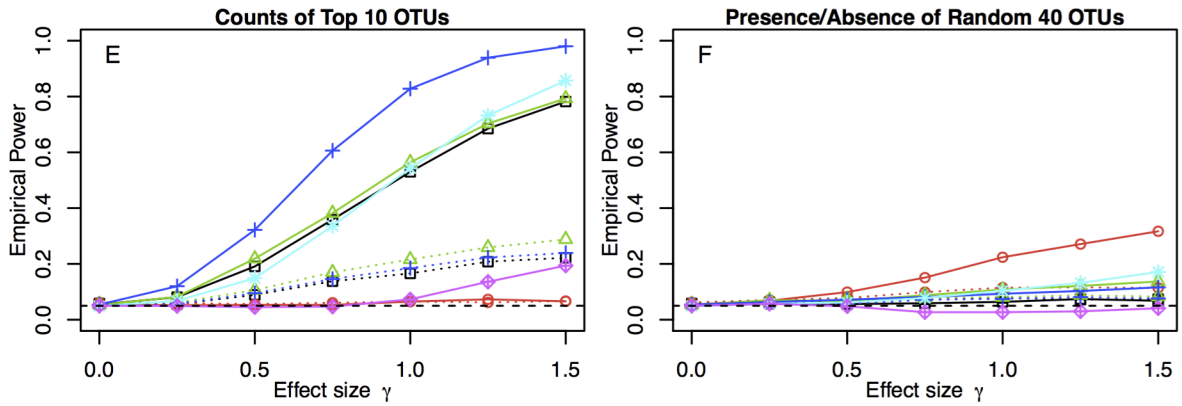 Counts of Top 10 OTUs
E
Empirical Power
1.0
0.8
0.6
0.4
0.2
0.0
0.0 0.5 1.0 1.5
Effect size γ
Presence/Absence of Random 40 OTUs
F
Empirical Power
1.0
0.8
0.6
0.4
0.2
0.0
0.0 0.5 1.0 1.5
Effect size γ